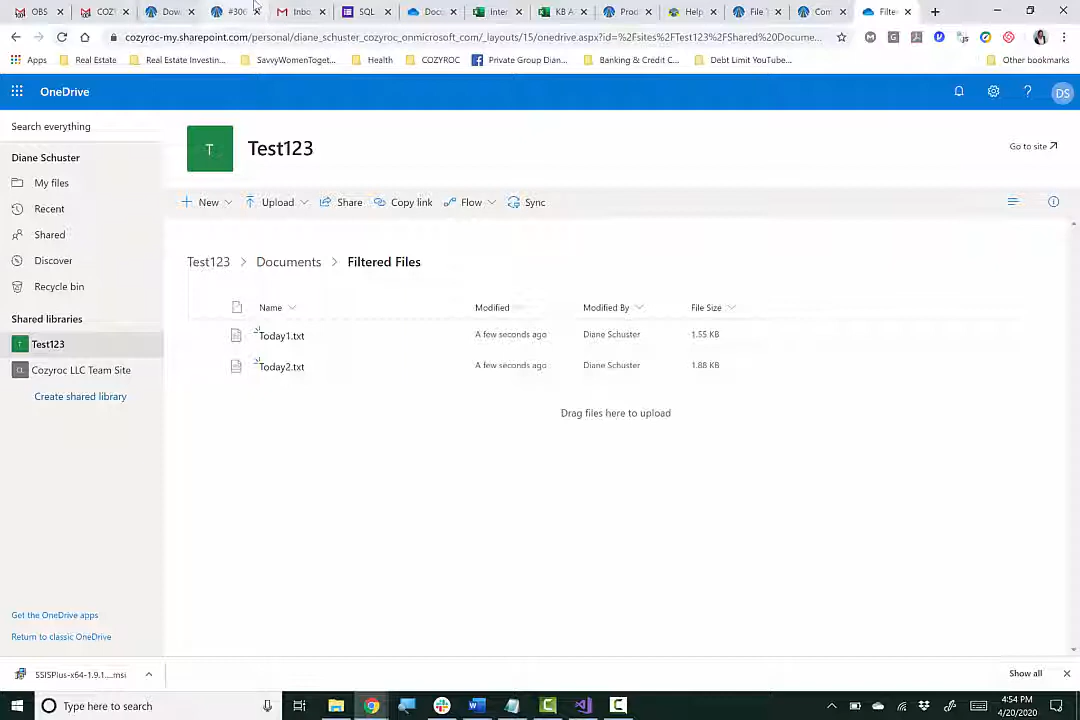 OBS
COZ
Dow
#306
Inbo
SQL
Docu
Inter
KB A
Prod
Help
File T
Com
Filte
cozyroc-my.sharepoint.com/personal/diane_schuster_cozyroc_onmicrosoft_com/_layouts/15/onedrive.aspx?id=%2Fsites%2FTest123%2FShared%20Docume...
Apps
Real Estate
Real Estate Investin...
SavvyWomenToget...
Health
COZYROC
Private Group Dian...
Banking & Credit C...
Debt Limit YouTube...
Other bookmarks
OneDrive
DS
Search everything
T
Test123
Go to site
Diane Schuster
My files
Recent
Shared
Discover
Recycle bin
Shared libraries
T Test123
CL Cozyroc LLC Team Site
Create shared library
New
Upload
Share
Copy link
Flow
Sync
Test123 > Documents > Filtered Files
Name Modified Modified By File Size
Today1.txt A few seconds ago Diane Schuster 1.55 KB
Today2.txt A few seconds ago Diane Schuster 1.88 KB
Drag files here to upload
Get the OneDrive apps
Return to classic OneDrive
SSISPlus-x64-1.9.1....msi
Show all
Type here to search
4:54 PM
4/20/2020